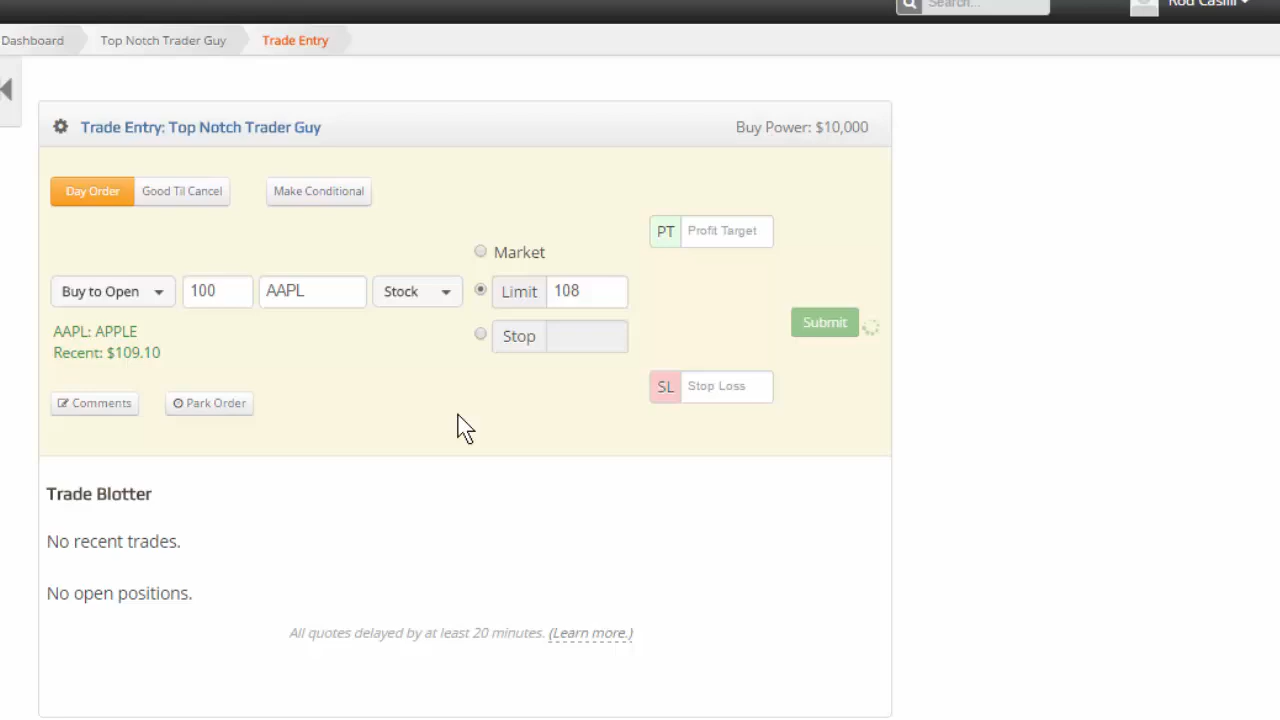 Search...
Rod Casilli
Dashboard
Top Notch Trader Guy
Trade Entry
Trade Entry: Top Notch Trader Guy
Buy Power: $10,000
Day Order
Good Til Cancel
Make Conditional
PT
Profit Target
Market
Buy to Open
100
AAPL
Stock
Limit
108
AAPL: APPLE
Recent: $109.10
Stop
Submit
SL
Stop Loss
Comments
Park Order
Trade Blotter
No recent trades.
No open positions.
All quotes delayed by at least 20 minutes. (Learn more.)